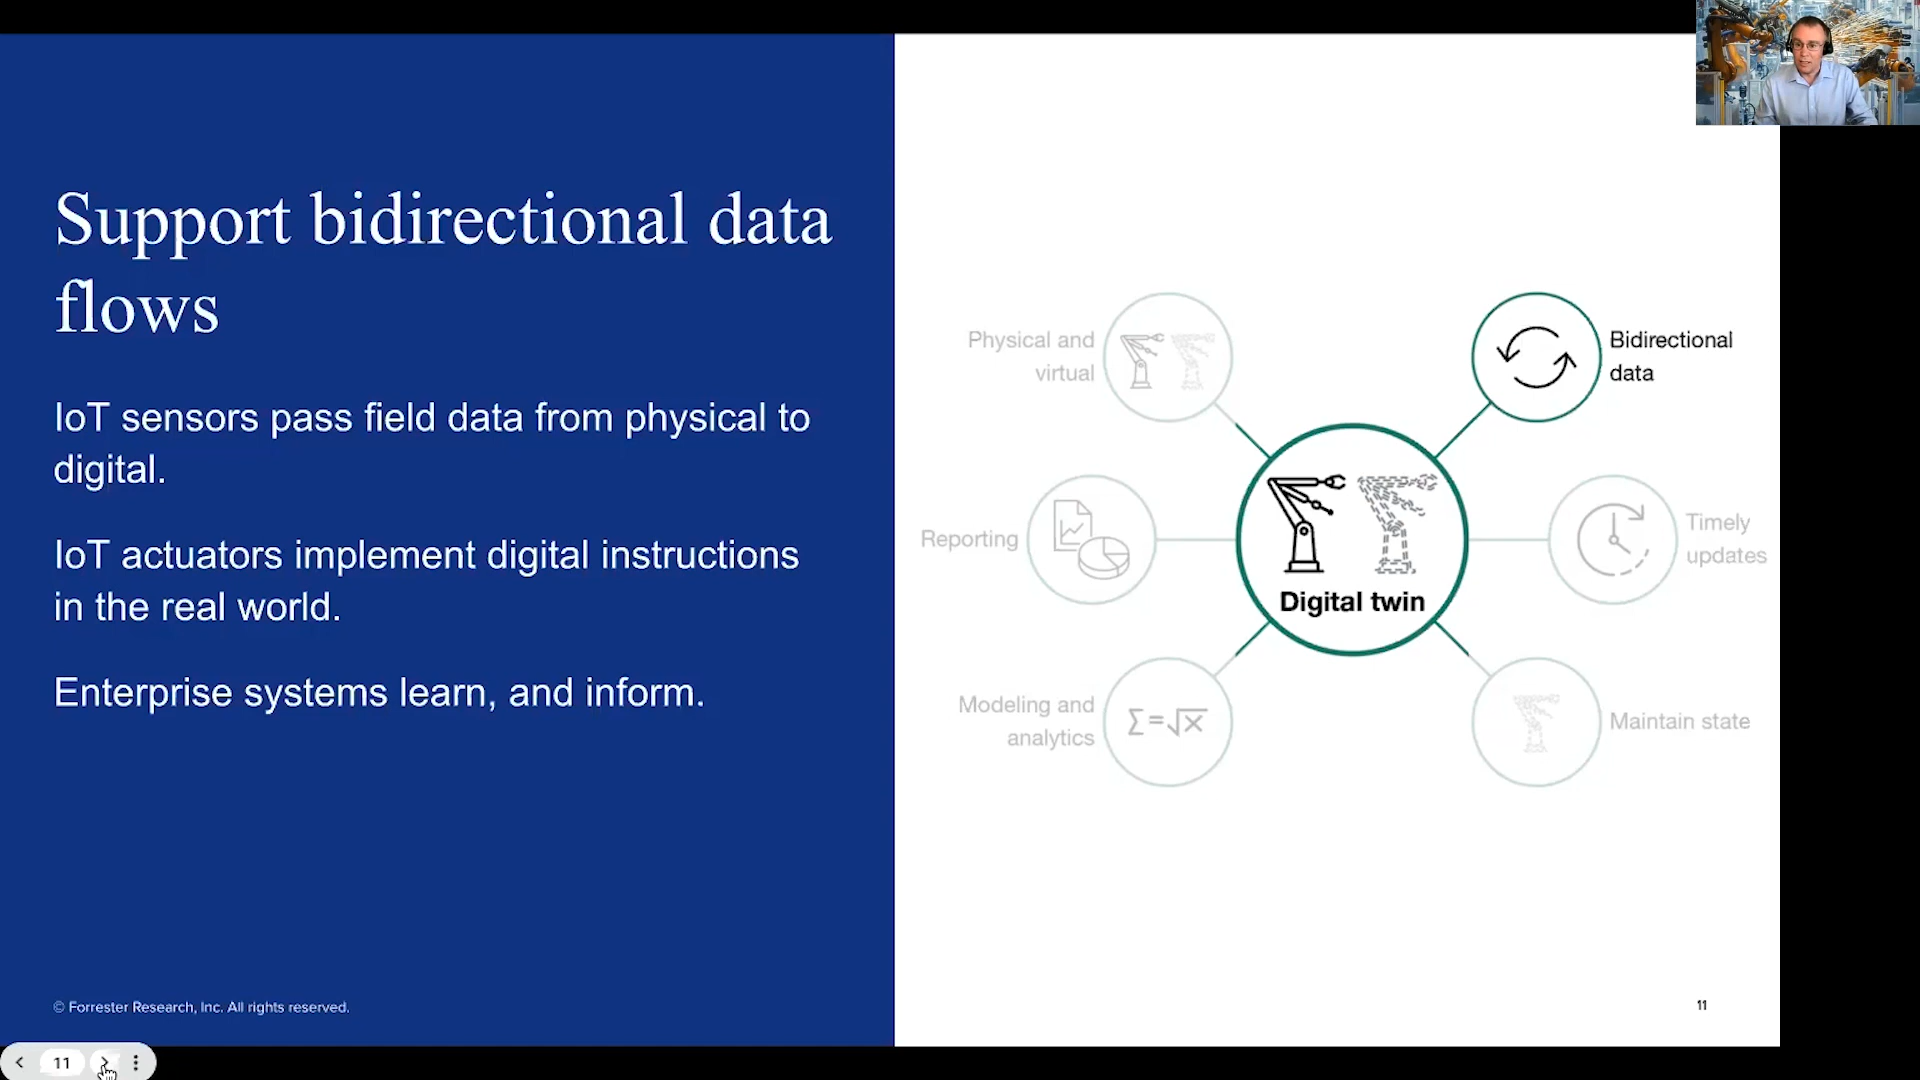 Support bidirectional data
flows
IoT sensors pass field data from physical to
digital.
IoT actuators implement digital instructions
in the real world.
Enterprise systems learn, and inform.
Physical and
virtual
Bidirectional
data
Reporting
Digital twin
Timely
updates
Modeling and
analytics
Σ=√x
Maintain state
© Forrester Research, Inc. All rights reserved.
11
11